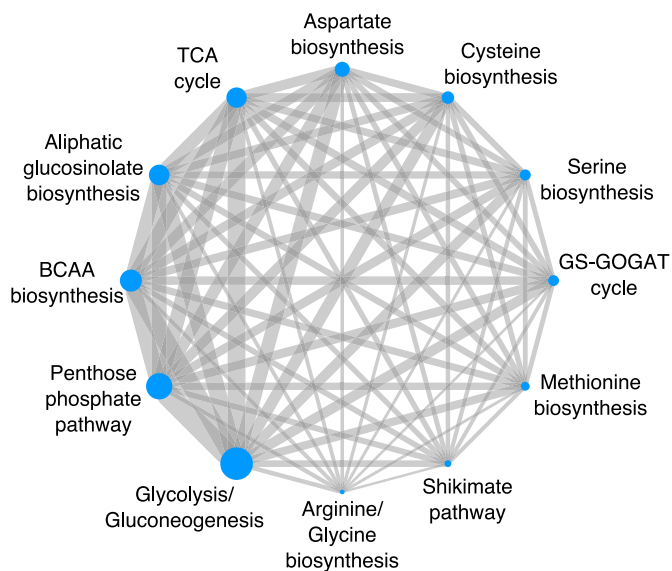 Aspartate
biosynthesis
Cysteine
biosynthesis
TCA
cycle
Aliphatic
glucosinolate
biosynthesis
Serine
biosynthesis
BCAA
biosynthesis
GS-GOGAT
cycle
Penthose
phosphate
pathway
Methionine
biosynthesis
Glycolysis/
Gluconeogenesis
Arginine/
Glycine
biosynthesis
Shikimate
pathway